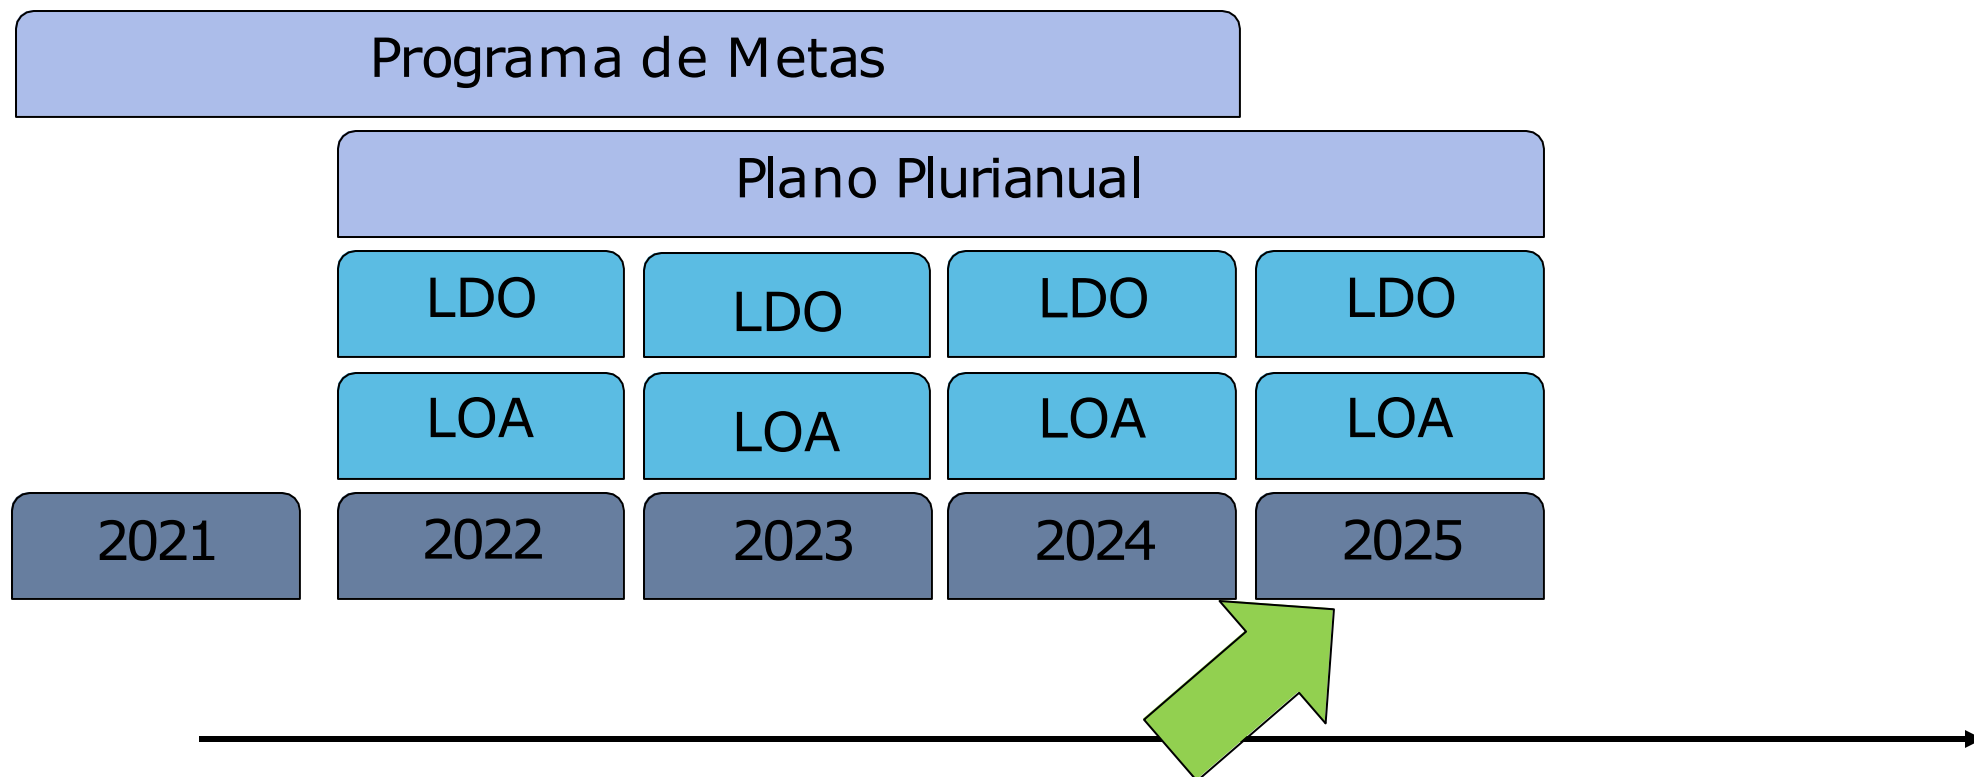 Programa de Metas
Plano Plurianual
LDO LDO LDO LDO
LOA LOA LOA LOA
2021 2022 2023 2024 2025